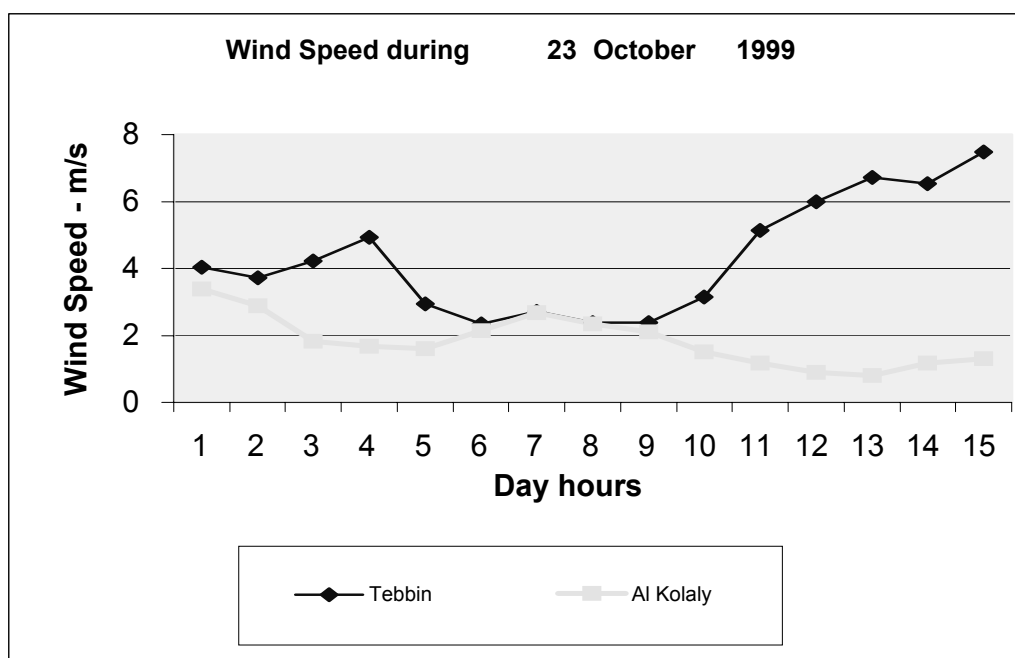 Wind Speed during 23 October 1999
Wind Speed - m/s
8
6
4
2
0
1 2 3 4 5 6 7 8 9 10 11 12 13 14 15
Day hours
Tebbin Al Kolaly